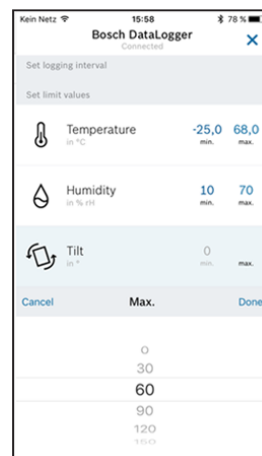 Kein Netz 15:58 78 %
Bosch DataLogger
Connected
Set logging interval
Set limit values
Temperature -25,0 68,0
in °C min. max.
Humidity 10 70
in % rH min. max.
Tilt 0
in ° min. max.
Cancel Max. Done
0
30
60
90
120
150